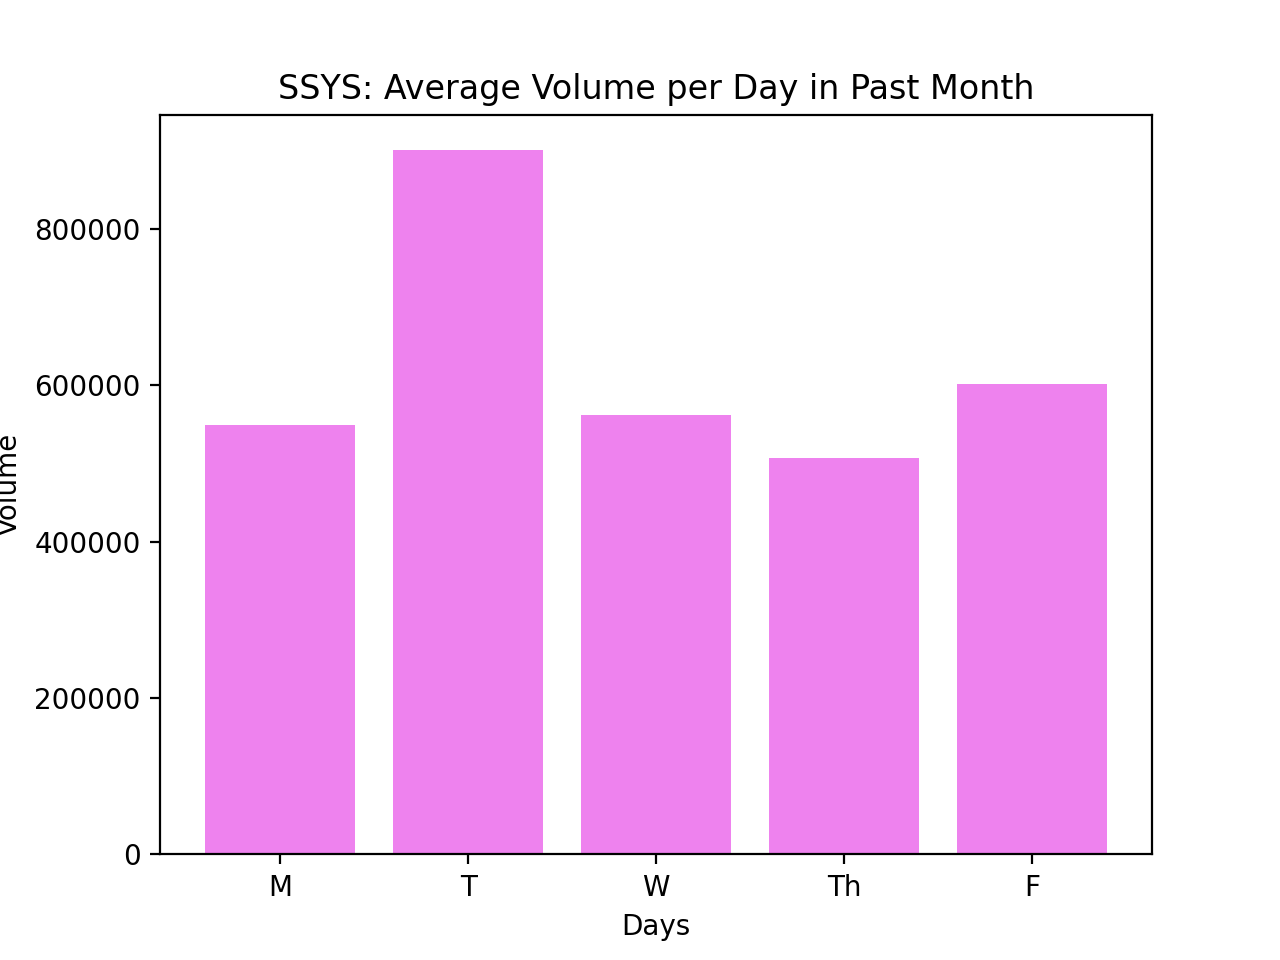 SSYS: Average Volume per Day in Past Month
800000
600000
400000
200000
0
Volume
M T W Th F
Days